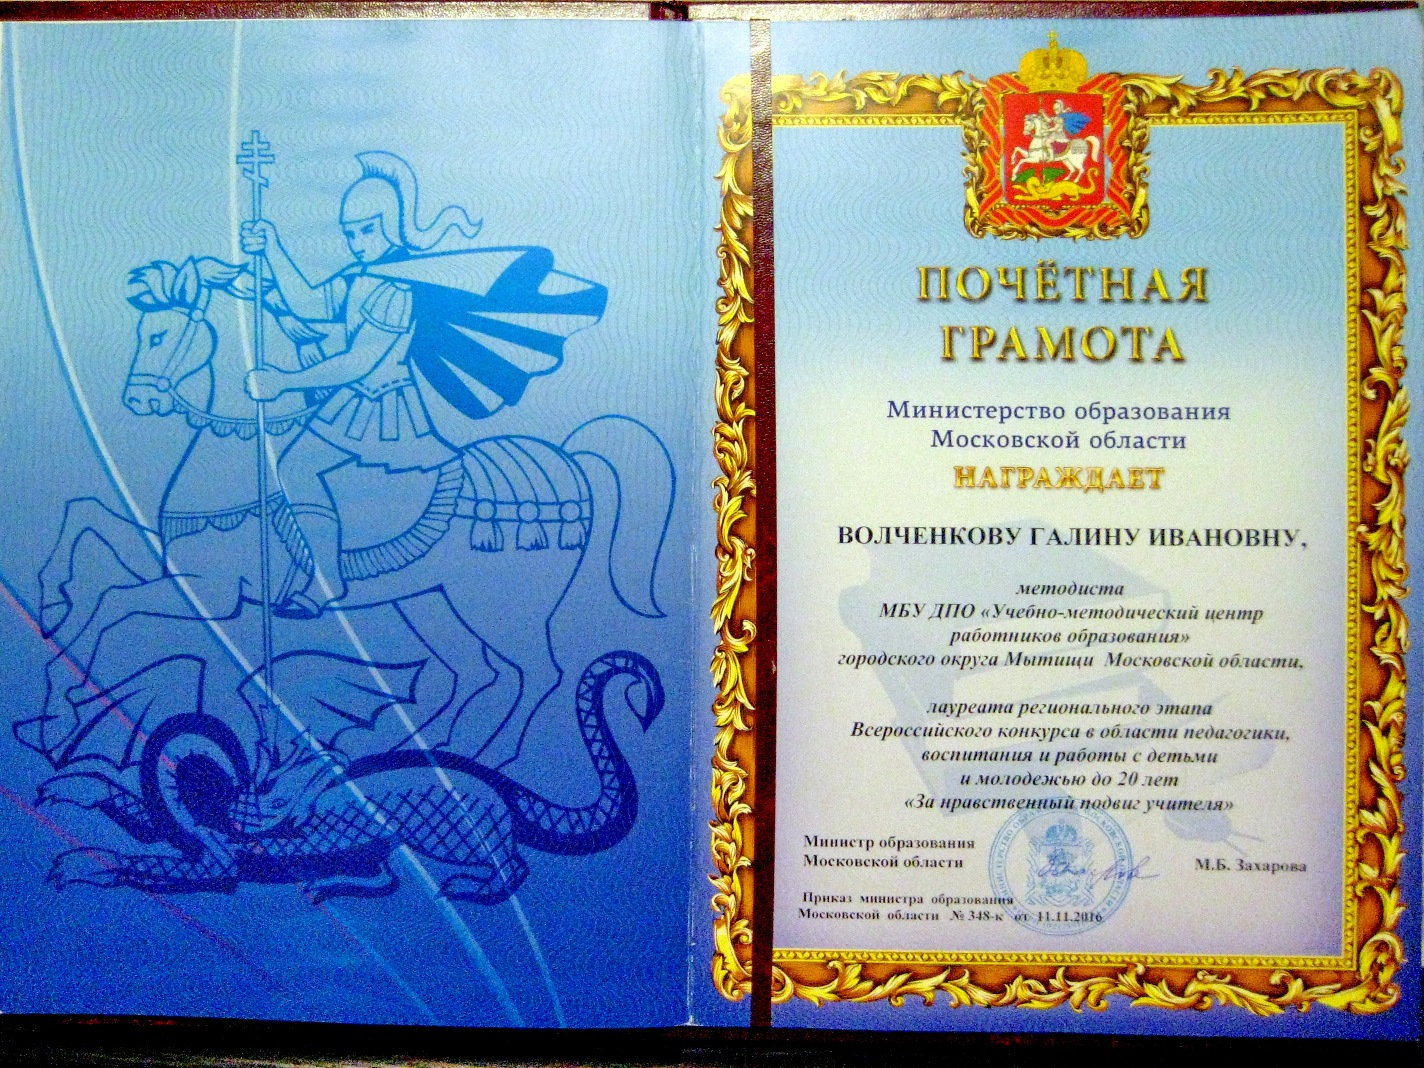 ПОЧЁТНАЯ
ГРАМОТА
Министерство образования
Московской области
НАГРАЖДАЕТ
ВОЛЧЕНКОВУ ГАЛИНУ ИВАНОВНУ,
методиста
МБУ ДПО «Учебно-методический центр
работников образования»
городского округа Мытищи Московской области,
лауреата регионального этапа
Всероссийского конкурса в области педагогики,
воспитания и работы с детьми
и молодежью до 20 лет
«За нравственный подвиг учителя»
Министр образования
Московской области
М.Б. Захарова
Приказ министра образования
Московской области № 348-к от 11.11.2016